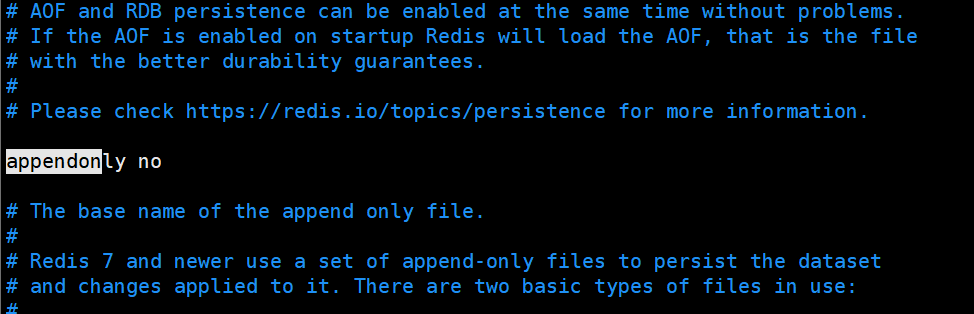 # AOF and RDB persistence can be enabled at the same time without problems.
# If the AOF is enabled on startup Redis will load the AOF, that is the file
# with the better durability guarantees.
#
# Please check https://redis.io/topics/persistence for more information.
appendonly no
# The base name of the append only file.
#
# Redis 7 and newer use a set of append-only files to persist the dataset
# and changes applied to it. There are two basic types of files in use:
#